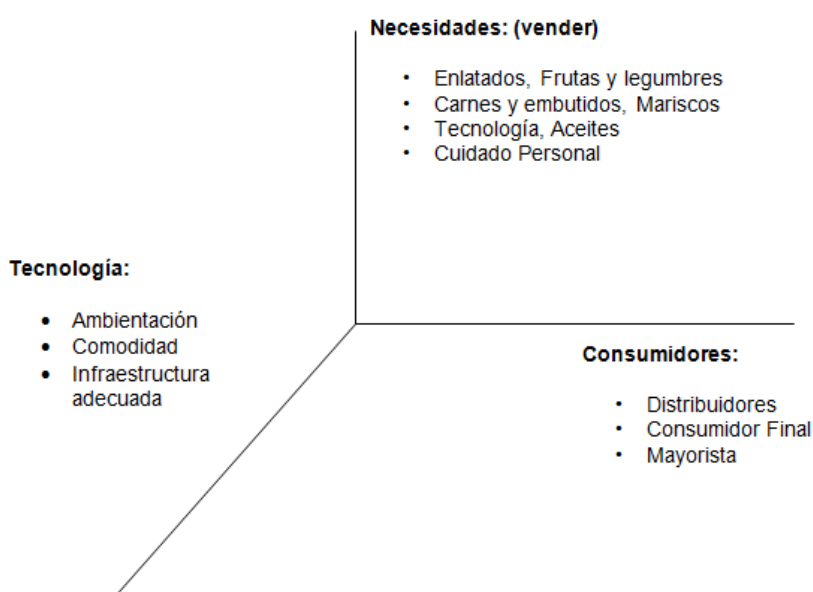 Necesidades: (vender)
• Enlatados, Frutas y legumbres
• Carnes y embutidos, Mariscos
• Tecnología, Aceites
• Cuidado Personal
Tecnología:
• Ambientación
• Comodidad
• Infraestructura
adecuada
Consumidores:
• Distribuidores
• Consumidor Final
• Mayorista